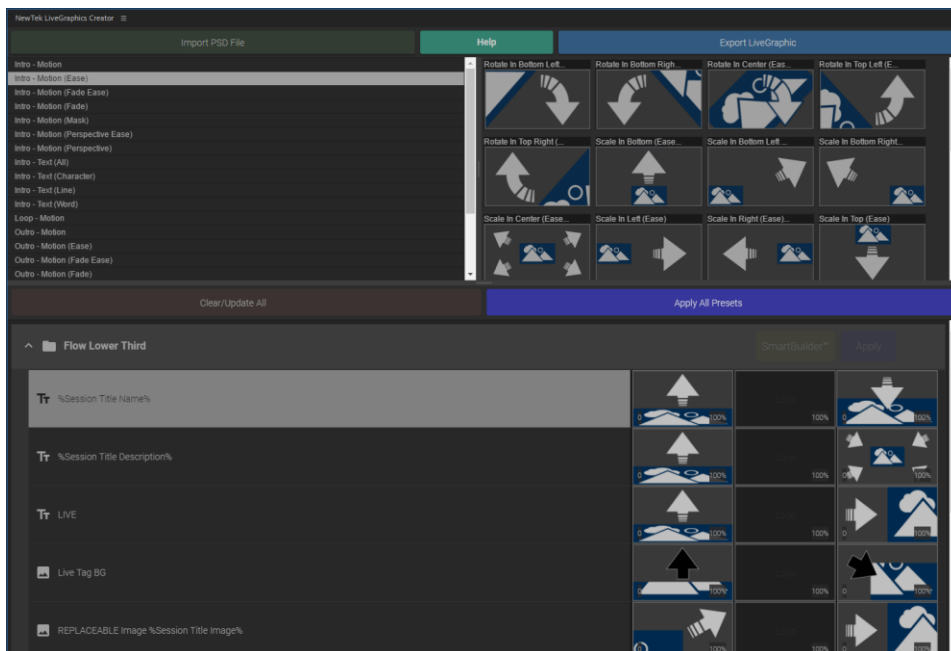 NewTek LiveGraphics Creator
Import PSD File
Help
Export LiveGraphic
Intro - Motion
Intro - Motion (Ease)
Intro - Motion (Fade Ease)
Intro - Motion (Fade)
Intro - Motion (Mask)
Intro - Motion (Perspective Ease)
Intro - Motion (Perspective)
Intro - Text (All)
Intro - Text (Character)
Intro - Text (Line)
Intro - Text (Word)
Loop - Motion
Outro - Motion
Outro - Motion (Ease)
Outro - Motion (Fade Ease)
Outro - Motion (Fade)
Rotate In Bottom Left...
Rotate In Bottom Righ...
Rotate In Center (Eas...
Rotate In Top Left (E...
Rotate In Top Right (...
Scale In Bottom (Ease...
Scale In Bottom Left ...
Scale In Bottom Right...
Scale In Center (Ease...
Scale In Left (Ease)
Scale In Right (Ease)...
Scale In Top (Ease)
Clear/Update All
Apply All Presets
Flow Lower Third
SmartBuilder™
Apply
%Session Title Name%
0 100%
100%
0 100%
%Session Title Description%
0 100%
100%
0 100%
LIVE
0 100%
100%
0 100%
Live Tag BG
0 100%
100%
0 100%
REPLACEABLE Image %Session Title Image%
0 100%
100%
0 100%